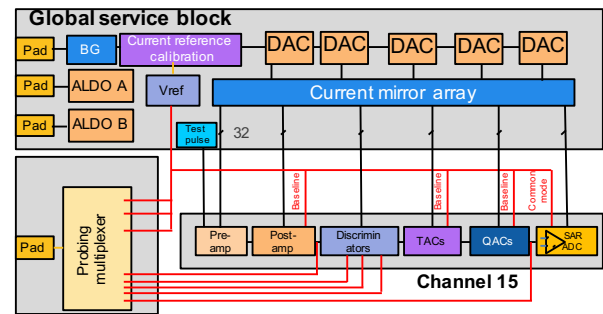 Global service block
Pad
BG
Current reference
calibration
DAC
DAC
DAC
DAC
DAC
Pad
ALDO A
Vref
Current mirror array
Pad
ALDO B
Test
pulse
32
Baseline
Baseline
Baseline
Common
mode
Pad
Probing
multiplexer
Pre-
amp
Post-
amp
Discrimin
ators
TACs
QACs
SAR
ADC
Channel 15